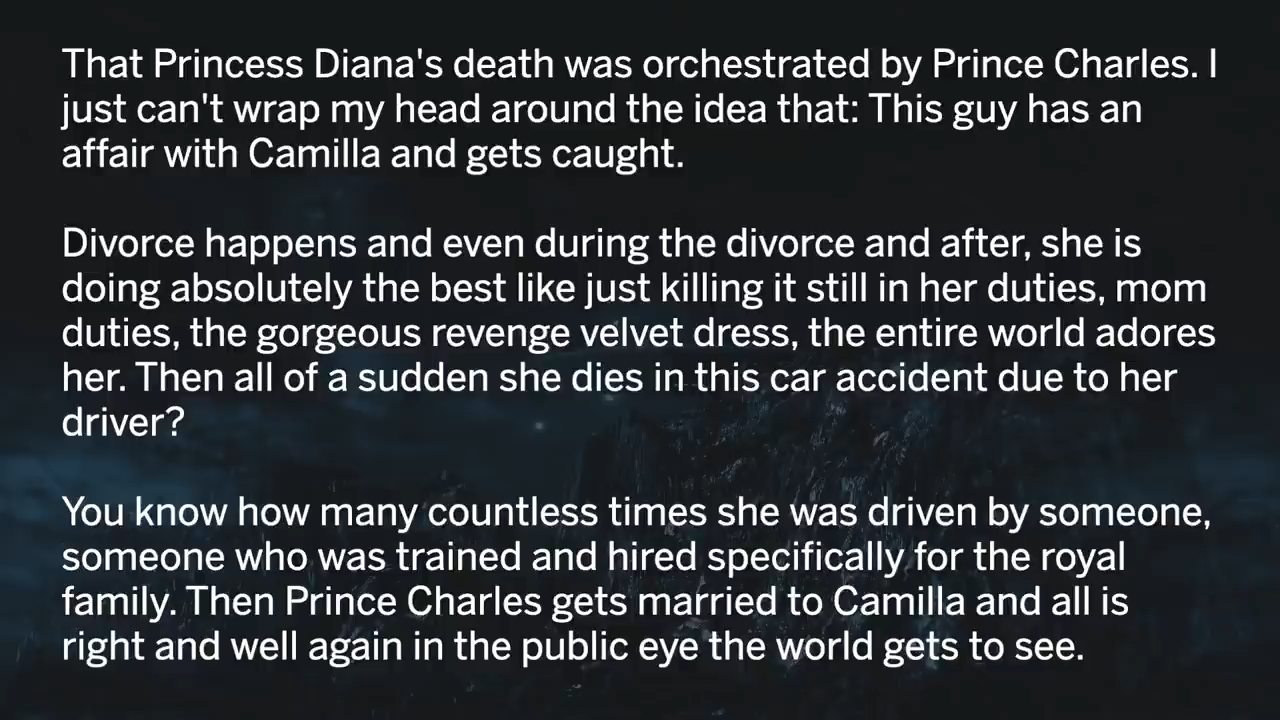 That Princess Diana's death was orchestrated by Prince Charles. I
just can't wrap my head around the idea that: This guy has an
affair with Camilla and gets caught.
Divorce happens and even during the divorce and after, she is
doing absolutely the best like just killing it still in her duties, mom
duties, the gorgeous revenge velvet dress, the entire world adores
her. Then all of a sudden she dies in this car accident due to her
driver?
You know how many countless times she was driven by someone,
someone who was trained and hired specifically for the royal
family. Then Prince Charles gets married to Camilla and all is
right and well again in the public eye the world gets to see.